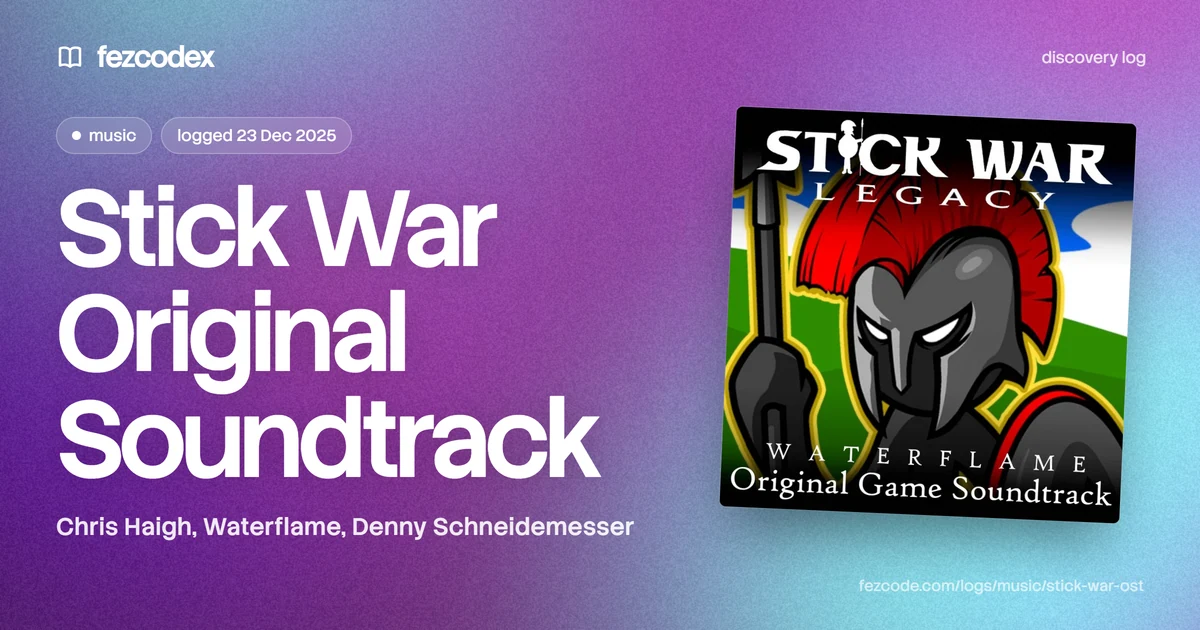 fezcodex
discovery log
music
logged 23 Dec 2025
Stick War
Original
Soundtrack
Chris Haigh, Waterflame, Denny Schneidemesser
STICK WAR
LEGACY
WATERFLAME
Original Game Soundtrack
fezcode.com/logs/music/stick-war-ost